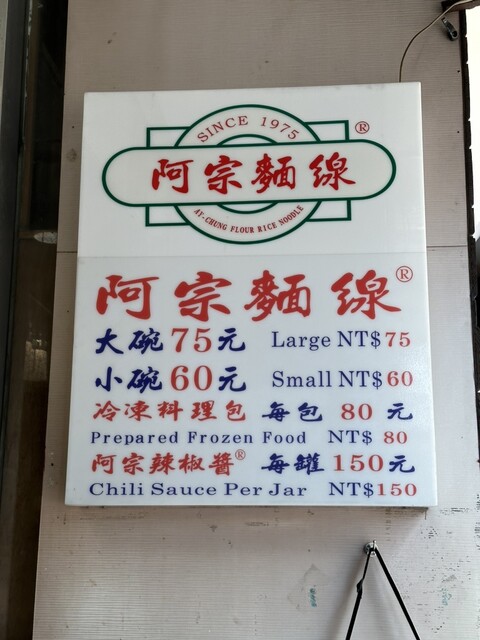 SINCE 1975
®
阿宗麵線
AY-CHUNG FLOUR RICE NOODLE
阿宗麵線®
大碗75元 Large NT$75
小碗60元 Small NT$60
冷凍料理包 每包 80 元
Prepared Frozen Food NT$ 80
阿宗辣椒醬® 每罐 150元
Chili Sauce Per Jar NT$150